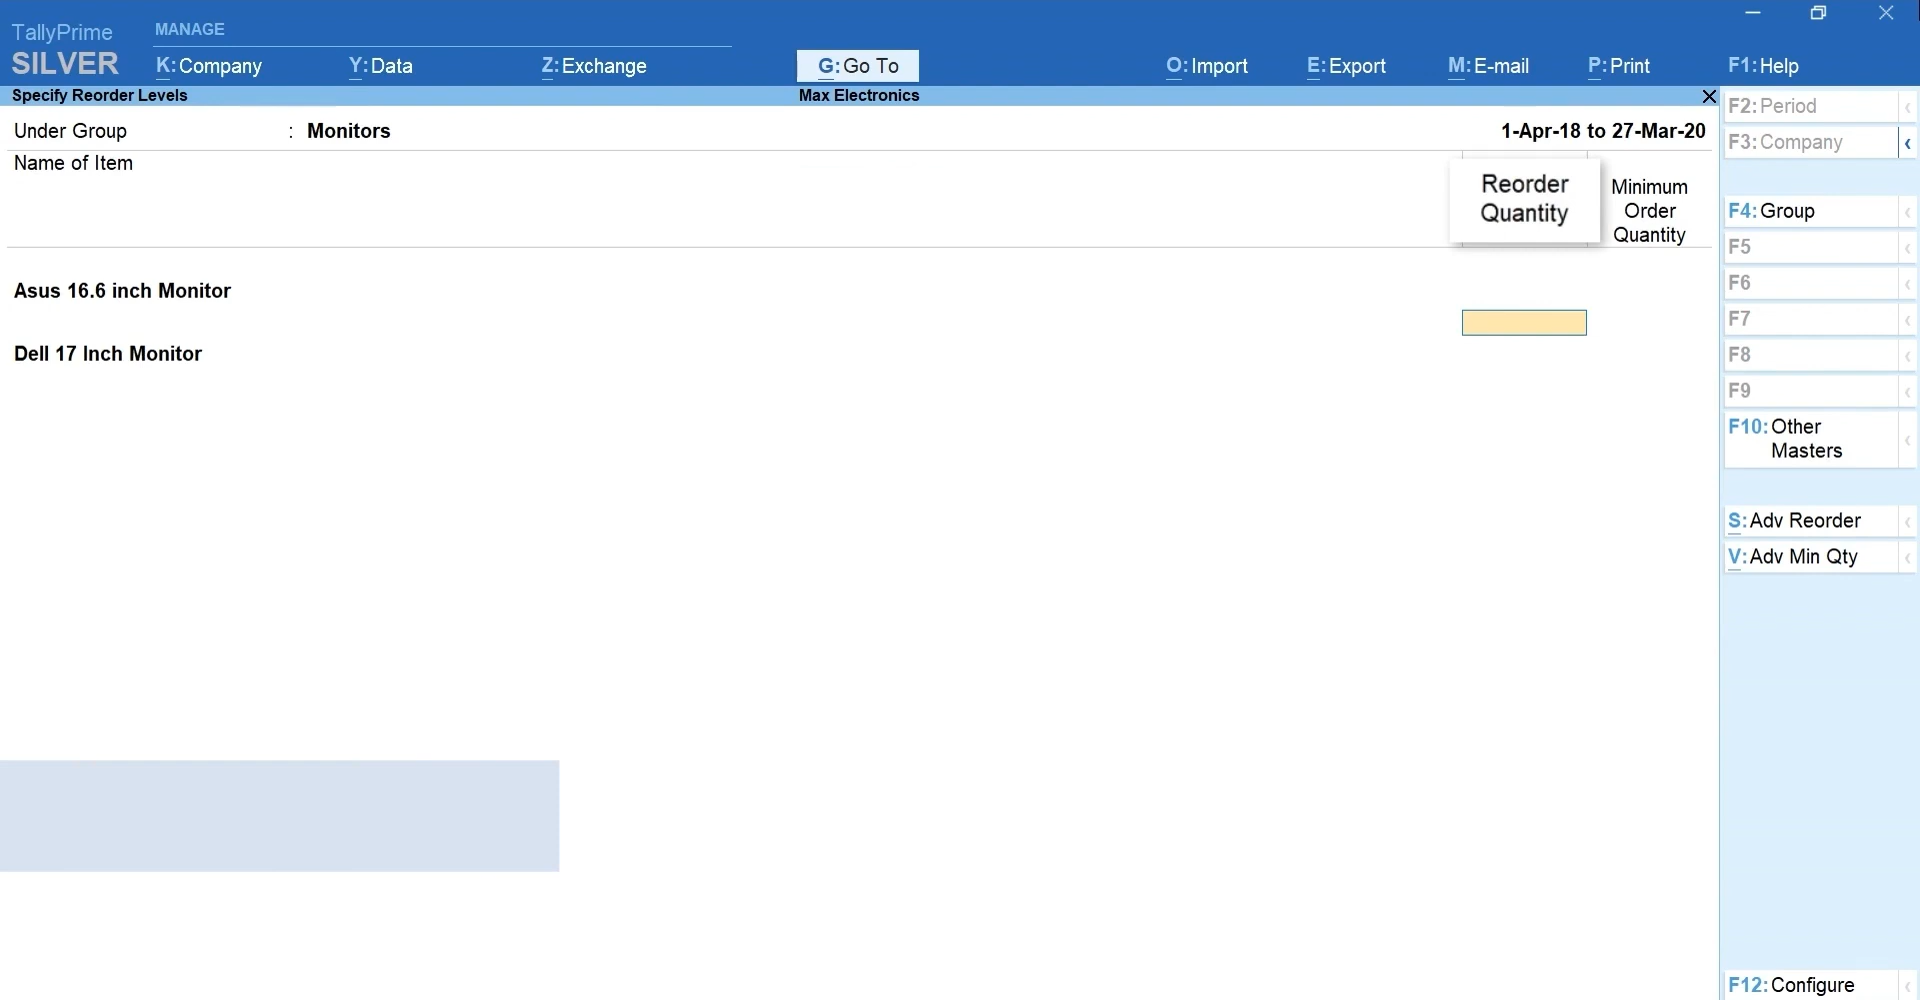 TallyPrime
SILVER
MANAGE
K:Company
Y:Data
Z:Exchange
G:Go To
O:Import
E:Export
M:E-mail
P:Print
F1:Help
Specify Reorder Levels
Max Electronics
Under Group : Monitors
1-Apr-18 to 27-Mar-20
Name of Item
Reorder
Quantity
Minimum
Order
Quantity
Asus 16.6 inch Monitor
Dell 17 Inch Monitor
F2:Period
F3:Company
F4:Group
F5
F6
F7
F8
F9
F10:Other
Masters
S:Adv Reorder
V:Adv Min Qty
F12:Configure